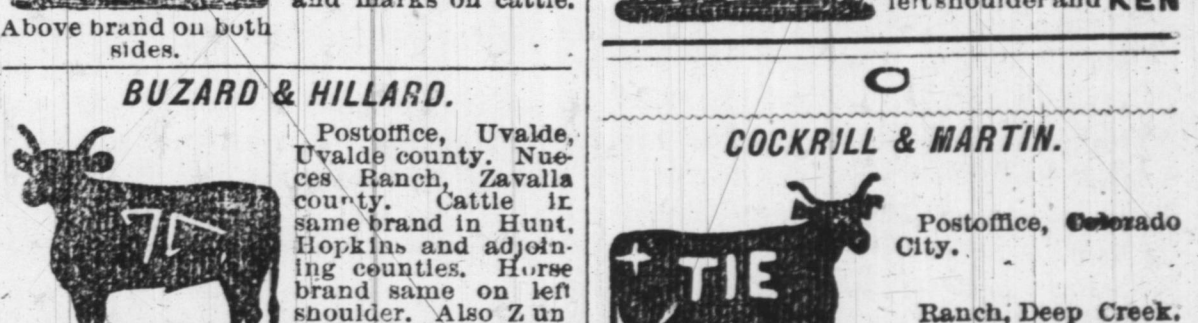 and marks on cattle.
Above brand on both
sides.
BUZARD & HILLARD.
Postoffice, Uvalde,
Uvalde county. Nue-
ces Ranch, Zavalla
county. Cattle in
same brand in Hunt,
Hopkins and adjoin-
ing counties. Horse
brand same on left
shoulder. Also Z on
left shoulder and KEN
C
COCKRILL & MARTIN.
Postoffice, Colorado
City.
TIE
Ranch, Deep Creek,